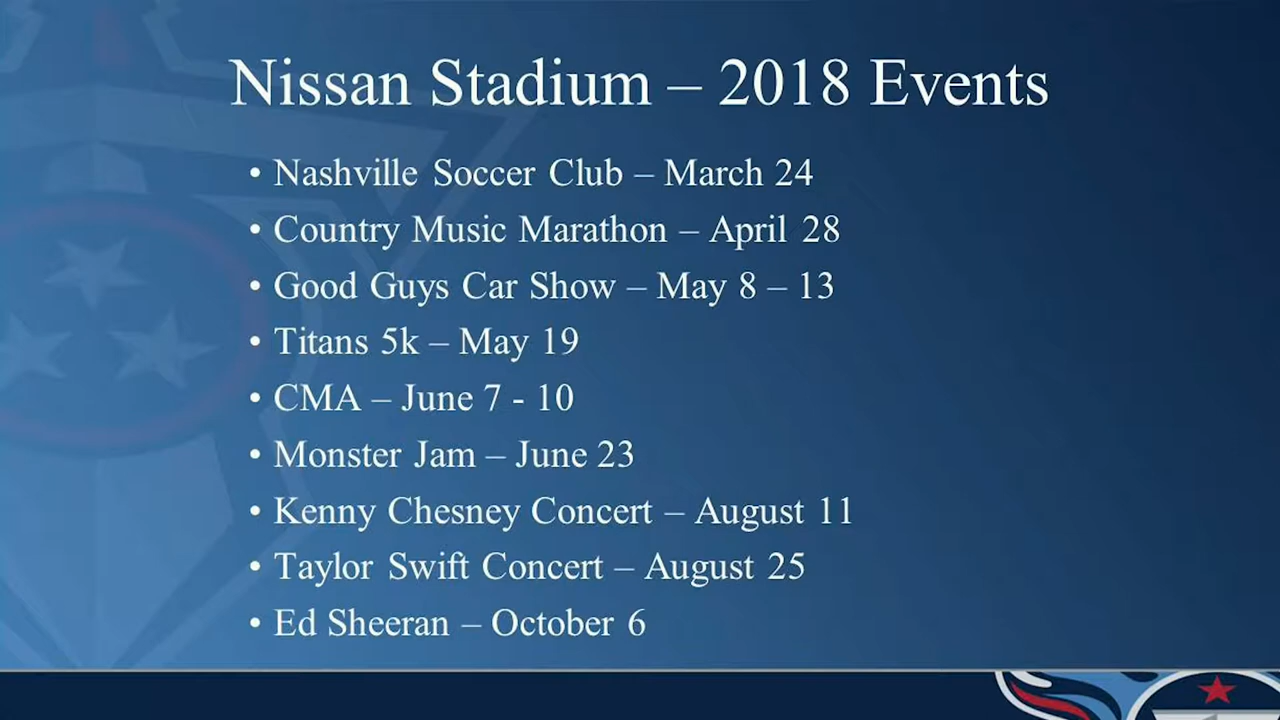 Nissan Stadium – 2018 Events
• Nashville Soccer Club – March 24
• Country Music Marathon – April 28
• Good Guys Car Show – May 8 – 13
• Titans 5k – May 19
• CMA – June 7 - 10
• Monster Jam – June 23
• Kenny Chesney Concert – August 11
• Taylor Swift Concert – August 25
• Ed Sheeran – October 6